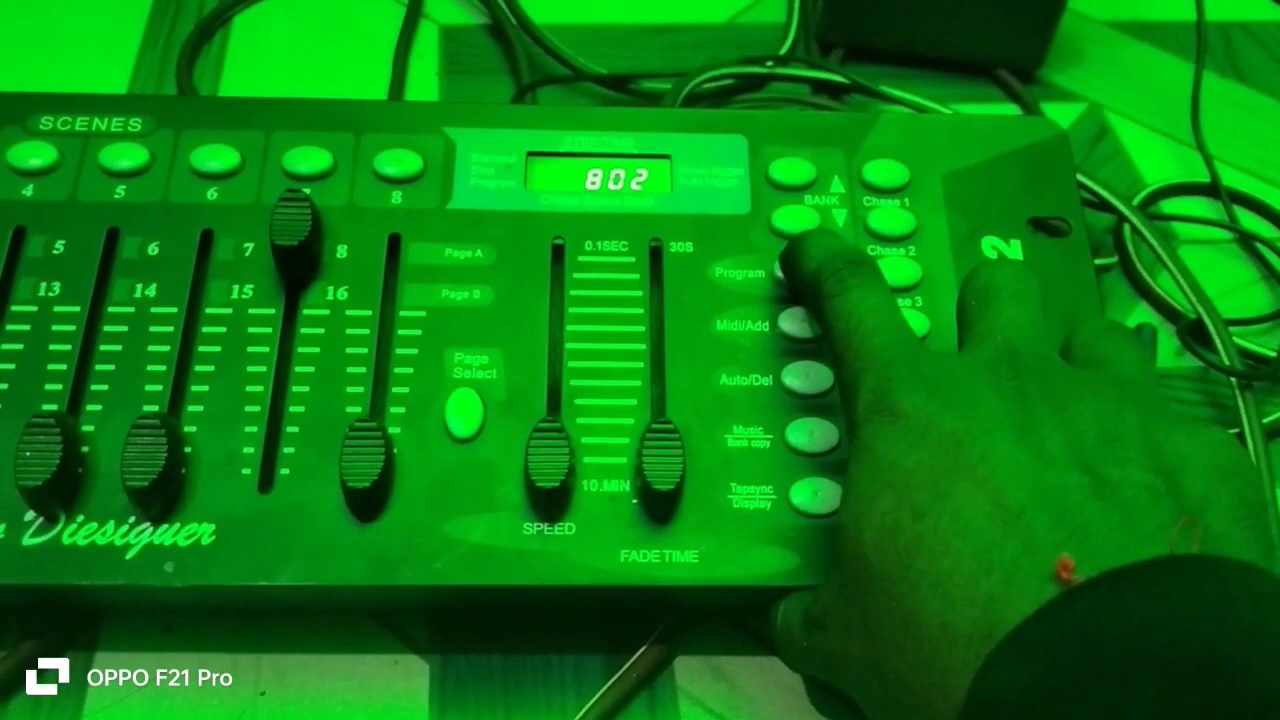 SCENES
4 5 6 7 8
802
BANK
Chase 1
Chase 2
5 6 7 8
Page A
0.1SEC
30S
2
Program
13 14 15 16
Page B
Midi/Add
Page
Select
Auto/Del
Music
Bank copy
10.MIN
Tapsync
Display
Diesiguer
SPEED
FADE TIME
OPPO F21 Pro